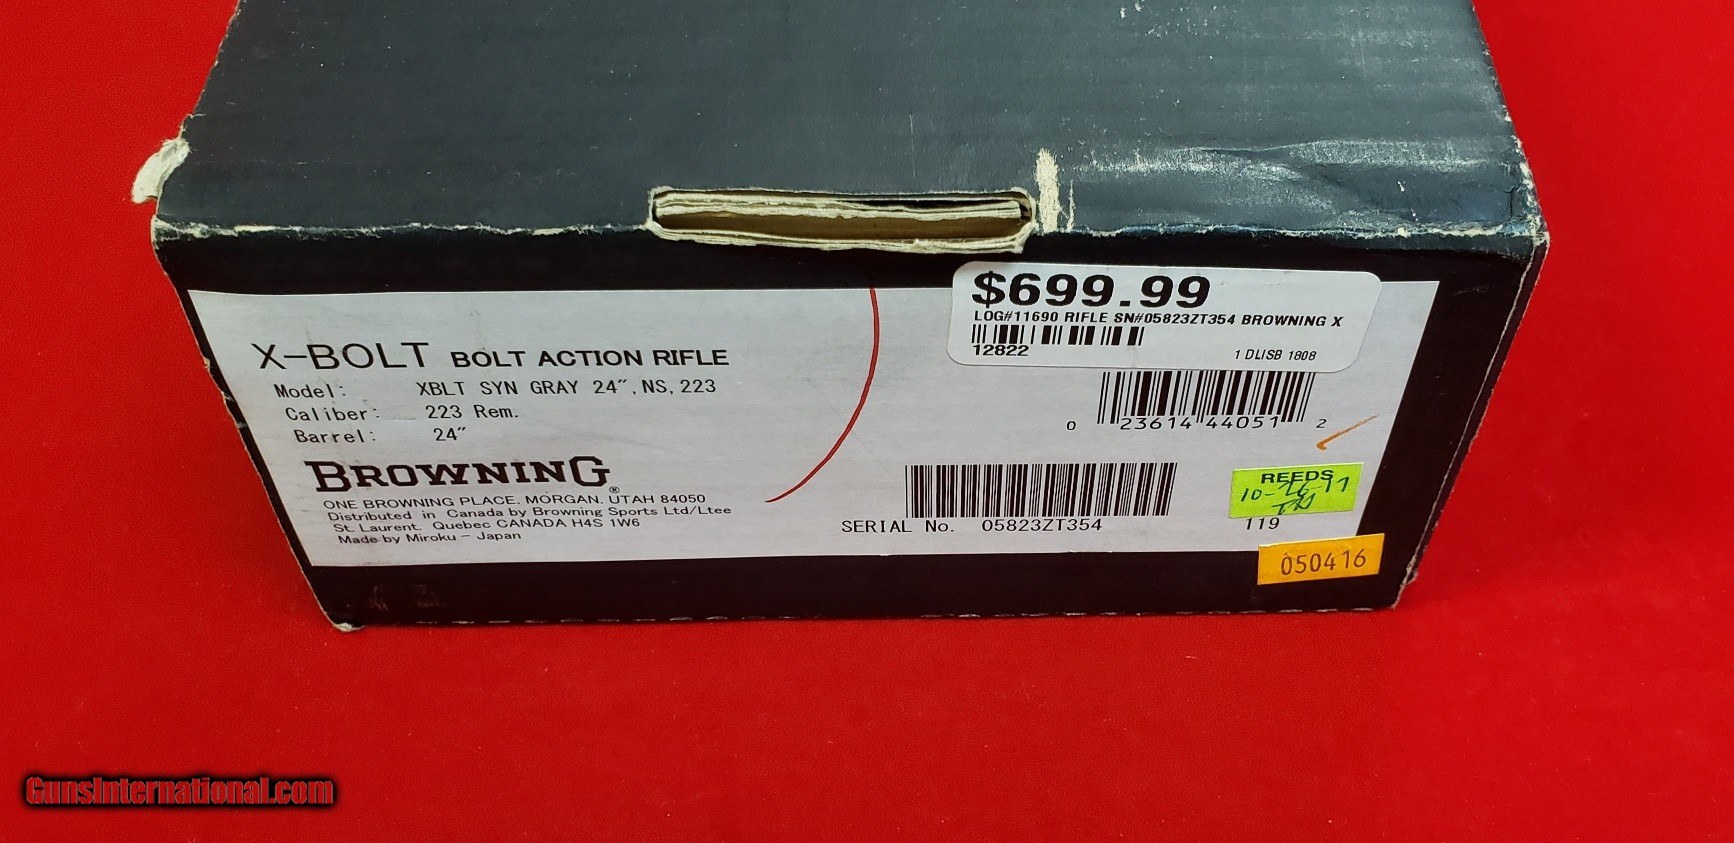 $699.99
LOG#11690 RIFLE SN#05823ZT354 BROWNING X
12822 1 DLISB 1808
X-BOLT BOLT ACTION RIFLE
Model: XBLT SYN GRAY 24", NS, 223
Caliber: 223 Rem.
Barrel: 24"
0 23614 44051 2
BROWNING®
ONE BROWNING PLACE. MORGAN. UTAH 84050
Distributed in Canada by Browning Sports Ltd/Ltee
St. Laurent. Quebec CANADA H4S 1W6
Made by Miroku - Japan
SERIAL No. 05823ZT354
REEDS
10-26-17
119
050416
GunsInternational.com